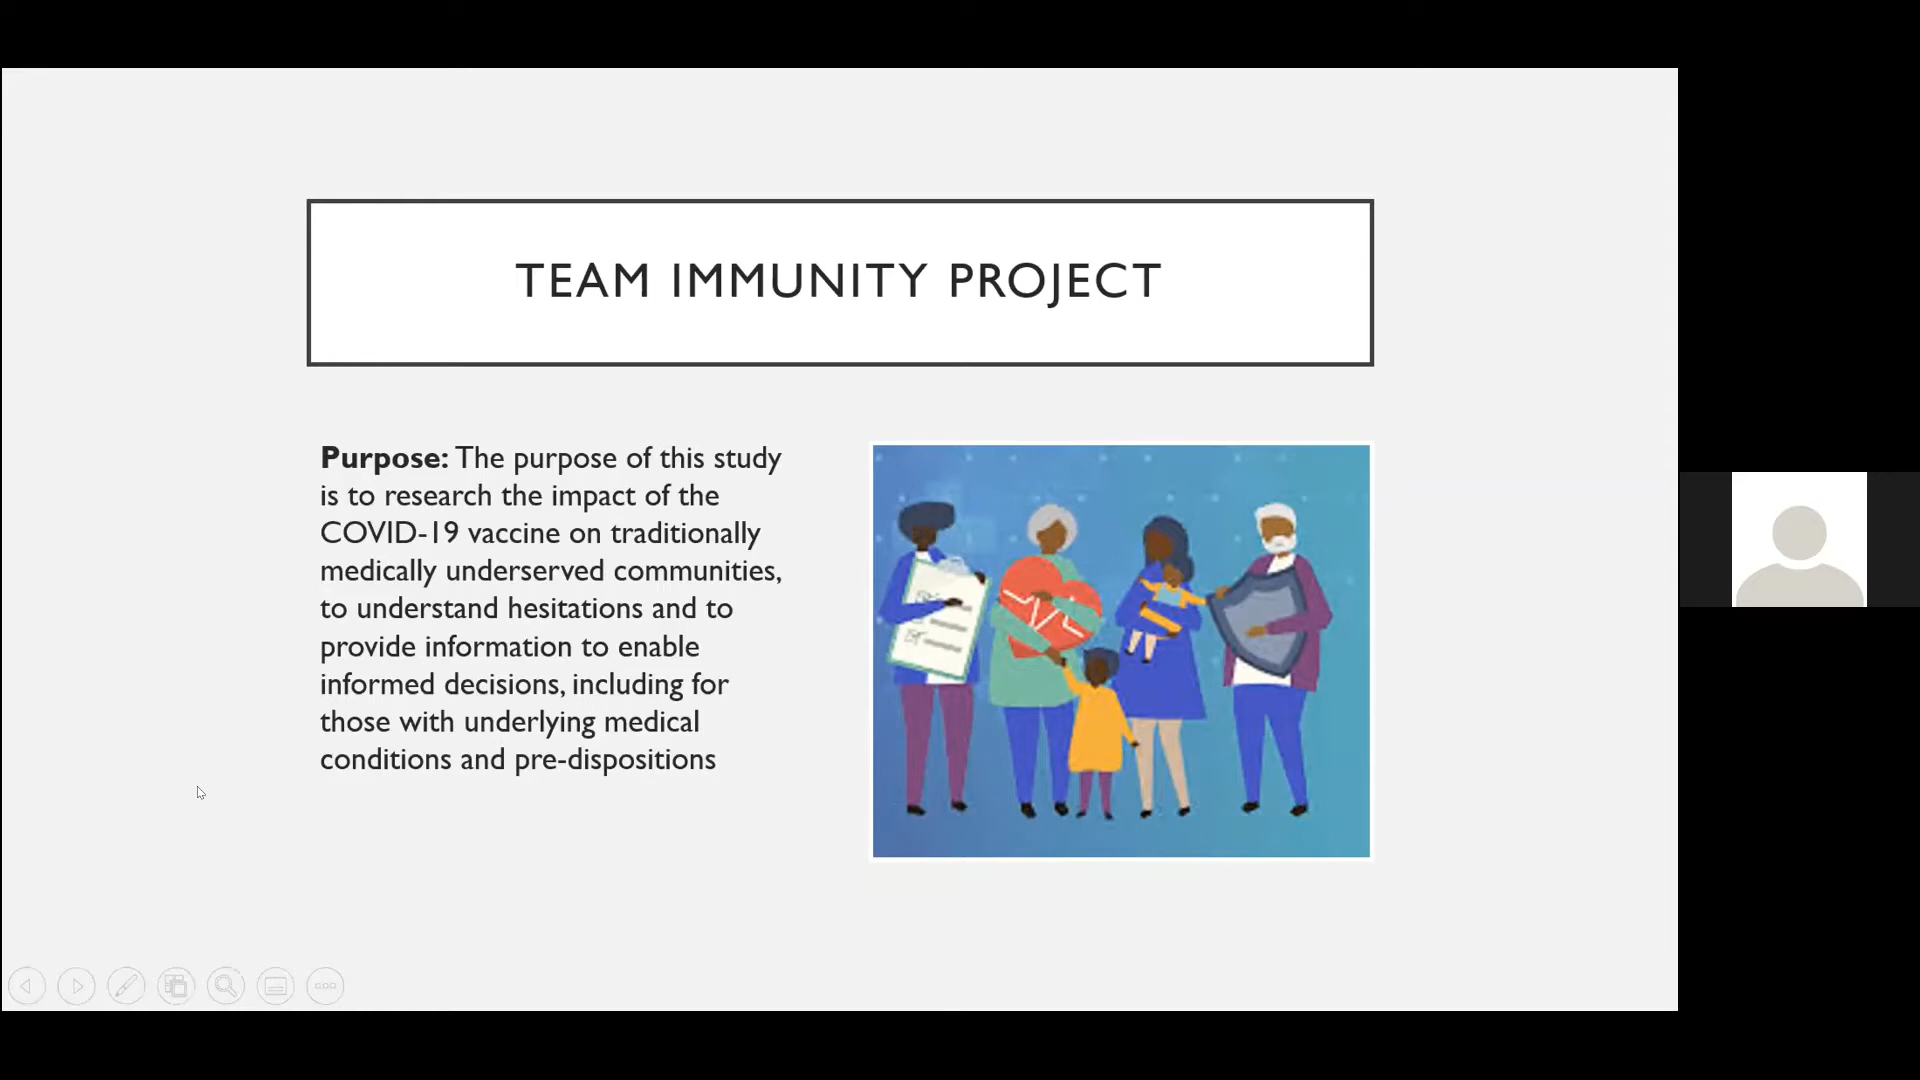 TEAM IMMUNITY PROJECT
Purpose: The purpose of this study
is to research the impact of the
COVID-19 vaccine on traditionally
medically underserved communities,
to understand hesitations and to
provide information to enable
informed decisions, including for
those with underlying medical
conditions and pre-dispositions